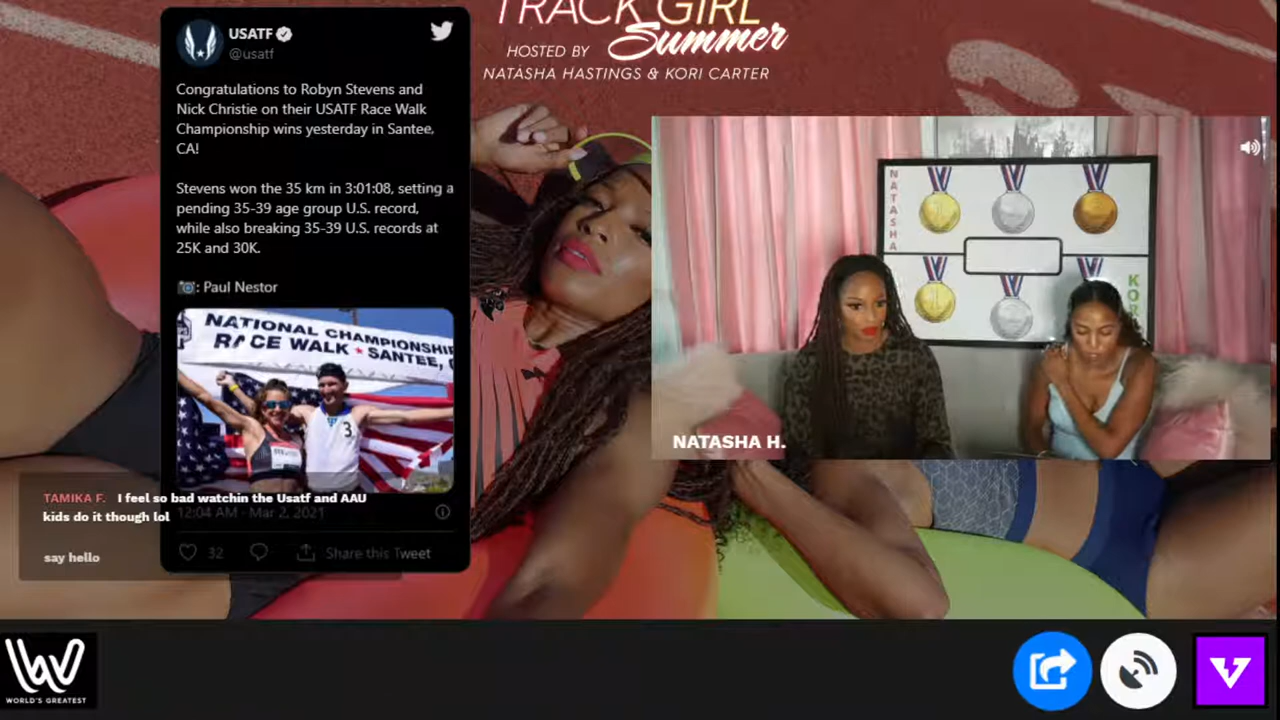 TRACK GIRL
Summer
HOSTED BY
NATASHA HASTINGS & KORI CARTER
USATF
@usatf
Congratulations to Robyn Stevens and
Nick Christie on their USATF Race Walk
Championship wins yesterday in Santee,
CA!
Stevens won the 35 km in 3:01:08, setting a
pending 35-39 age group U.S. record,
while also breaking 35-39 U.S. records at
25K and 30K.
: Paul Nestor
NATIONAL CHAMPIONSHIP
RACE WALK ★ SANTEE,
3
12:04 AM · Mar 2, 2021
32
Share this Tweet
TAMIKA F. I feel so bad watchin the Usatf and AAU
kids do it though lol
say hello
NATASHA
KOR
NATASHA H.
WORLD'S GREATEST